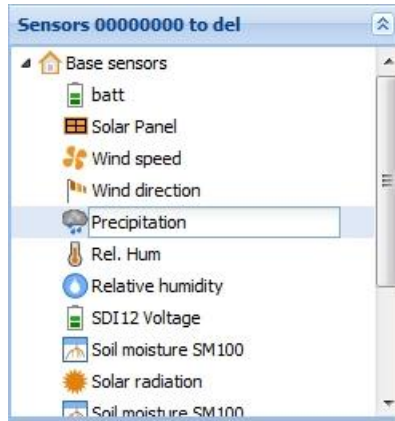 Sensors 00000000 to del
Base sensors
batt
Solar Panel
Wind speed
Wind direction
Precipitation
Rel. Hum
Relative humidity
SDI12 Voltage
Soil moisture SM100
Solar radiation
Soil moisture SM100